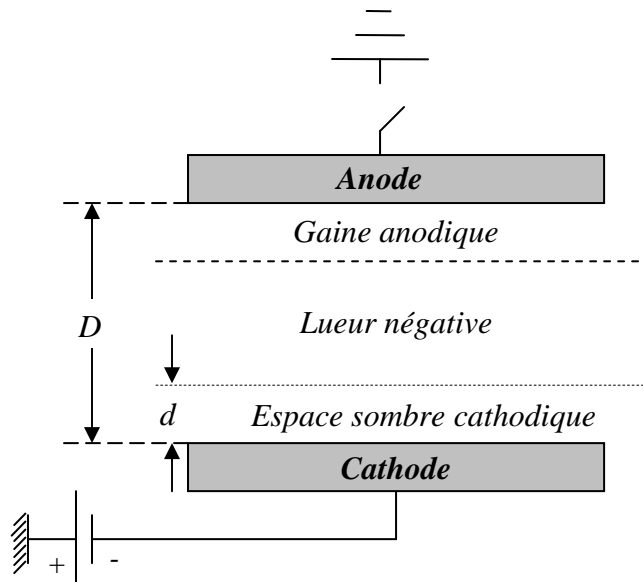 Anode
Gaine anodique
D
Lueur négative
d
Espace sombre cathodique
Cathode
+ -